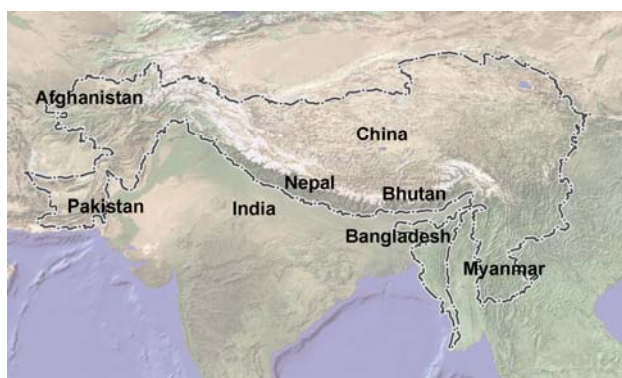 Afghanistan
China
Nepal
Bhutan
Pakistan
India
Bangladesh
Myanmar